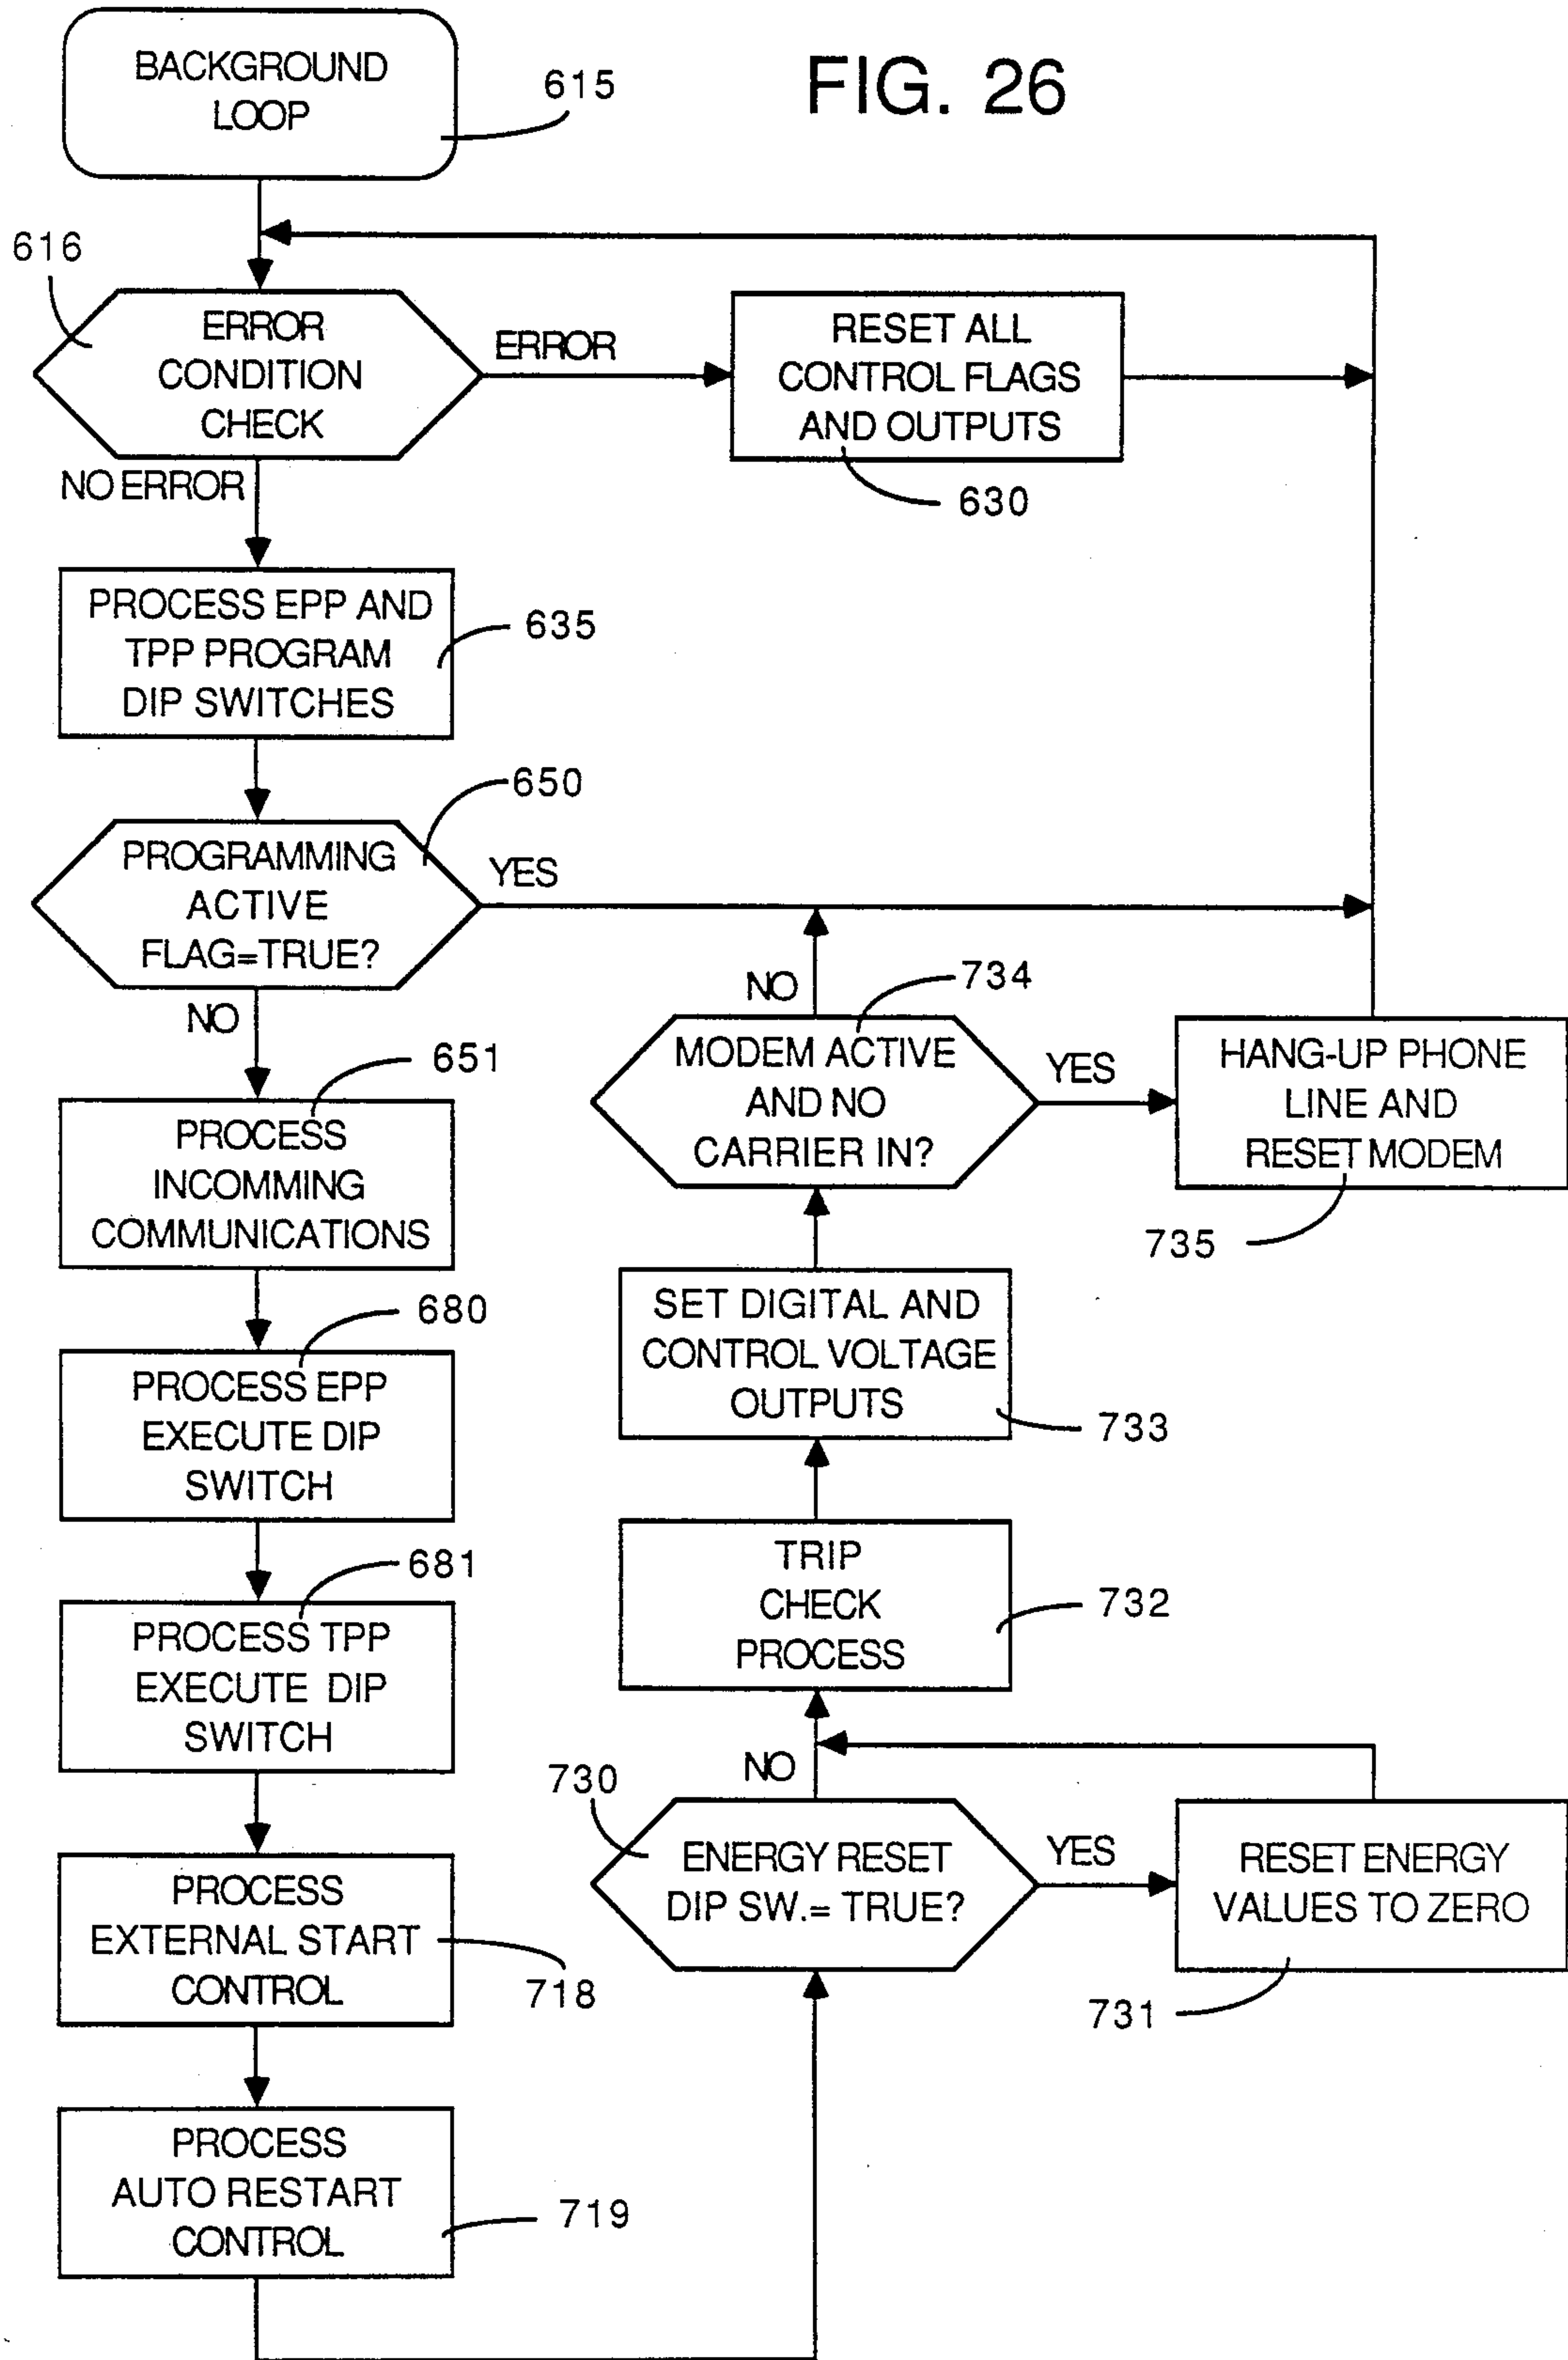 FIG. 26
BACKGROUND
LOOP
615
616
ERROR
CONDITION
CHECK
ERROR
RESET ALL
CONTROL FLAGS
AND OUTPUTS
630
NO ERROR
PROCESS EPP AND
TPP PROGRAM
DIP SWITCHES
635
650
PROGRAMMING
ACTIVE
FLAG=TRUE?
YES
NO
651
PROCESS
INCOMMING
COMMUNICATIONS
680
PROCESS EPP
EXECUTE DIP
SWITCH
681
PROCESS TPP
EXECUTE DIP
SWITCH
PROCESS
EXTERNAL START
CONTROL
718
PROCESS
AUTO RESTART
CONTROL
719
NO
734
MODEM ACTIVE
AND NO
CARRIER IN?
YES
HANG-UP PHONE
LINE AND
RESET MODEM
735
SET DIGITAL AND
CONTROL VOLTAGE
OUTPUTS
733
TRIP
CHECK
PROCESS
732
NO
730
ENERGY RESET
DIP SW.= TRUE?
YES
RESET ENERGY
VALUES TO ZERO
731